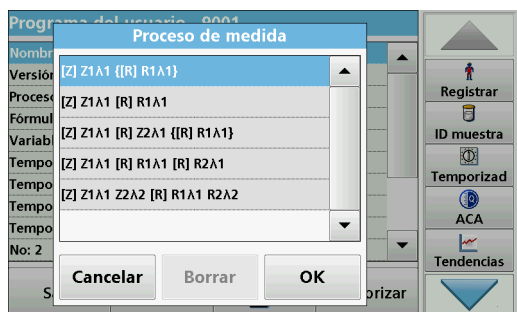 Programa del usuario 9001
Proceso de medida
Nombr
[Z] Z1λ1 {[R] R1λ1}
Versión
Proceso
[Z] Z1λ1 [R] R1λ1
Fórmul
[Z] Z1λ1 [R] Z2λ1 {[R] R1λ1}
Variabl
Tempo
[Z] Z1λ1 [R] R1λ1 [R] R2λ1
Tempo
[Z] Z1λ1 Z2λ2 [R] R1λ1 R2λ2
Tempo
Tempo
No: 2
Cancelar Borrar OK
S
orizar
Registrar
ID muestra
Temporizad
ACA
Tendencias